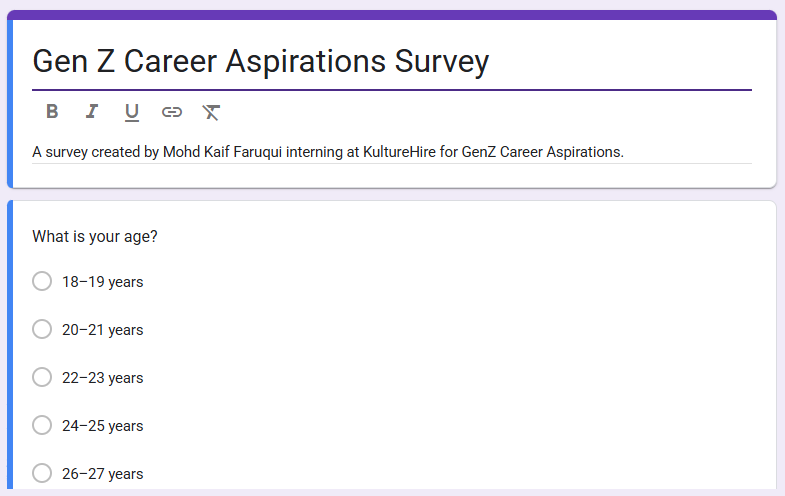 Gen Z Career Aspirations Survey
B I U
A survey created by Mohd Kaif Faruqui interning at KultureHire for GenZ Career Aspirations.
What is your age?
18–19 years
20–21 years
22–23 years
24–25 years
26–27 years